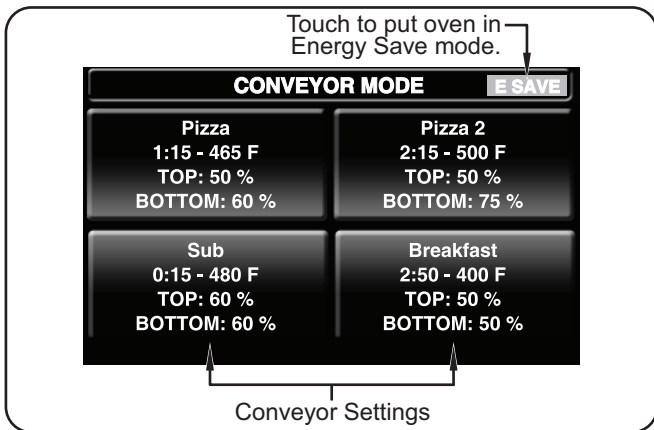 Touch to put oven in
Energy Save mode.
CONVEYOR MODE
E SAVE
Pizza
1:15 - 465 F
TOP: 50 %
BOTTOM: 60 %
Pizza 2
2:15 - 500 F
TOP: 50 %
BOTTOM: 75 %
Sub
0:15 - 480 F
TOP: 60 %
BOTTOM: 60 %
Breakfast
2:50 - 400 F
TOP: 50 %
BOTTOM: 50 %
Conveyor Settings